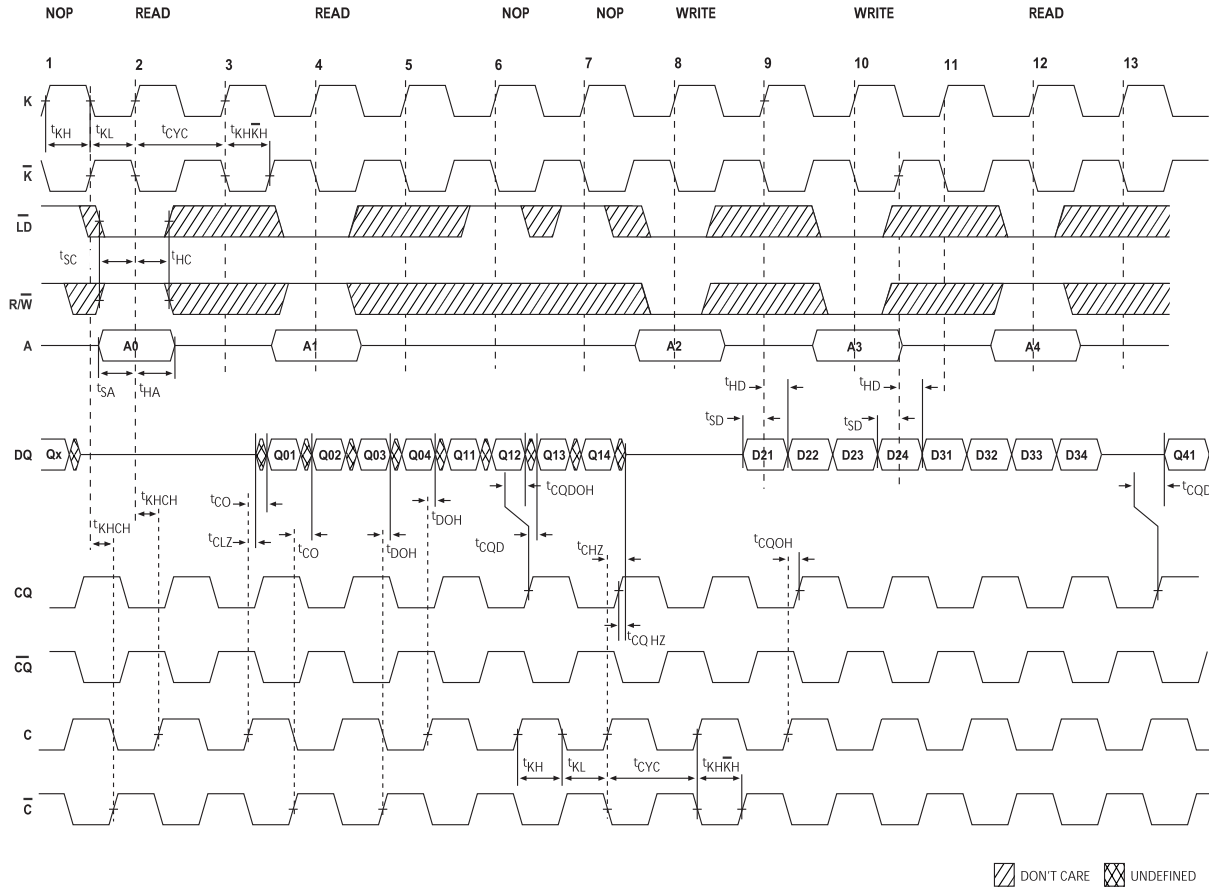 NOP READ READ NOP NOP WRITE WRITE READ
1 2 3 4 5 6 7 8 9 10 11 12 13
K
tKH tKL tCYC tKHK̅H
K̅
L̅D̅
tSC tHC
R/W̅
A A0 A1 A2 A3 A4
tSA tHA tHD tHD
tSD tSD
DQ Qx Q01 Q02 Q03 Q04 Q11 Q12 Q13 Q14 D21 D22 D23 D24 D31 D32 D33 D34 Q41
tKHCH tKHCH tCO tDOH tCQDOH tCQD
tCLZ tCO tDOH tCQD tCHZ tCQOH
CQ
tCQHZ
C̅Q̅
C
tKH tKL tCYC tKHK̅H
C̅
DON'T CARE UNDEFINED